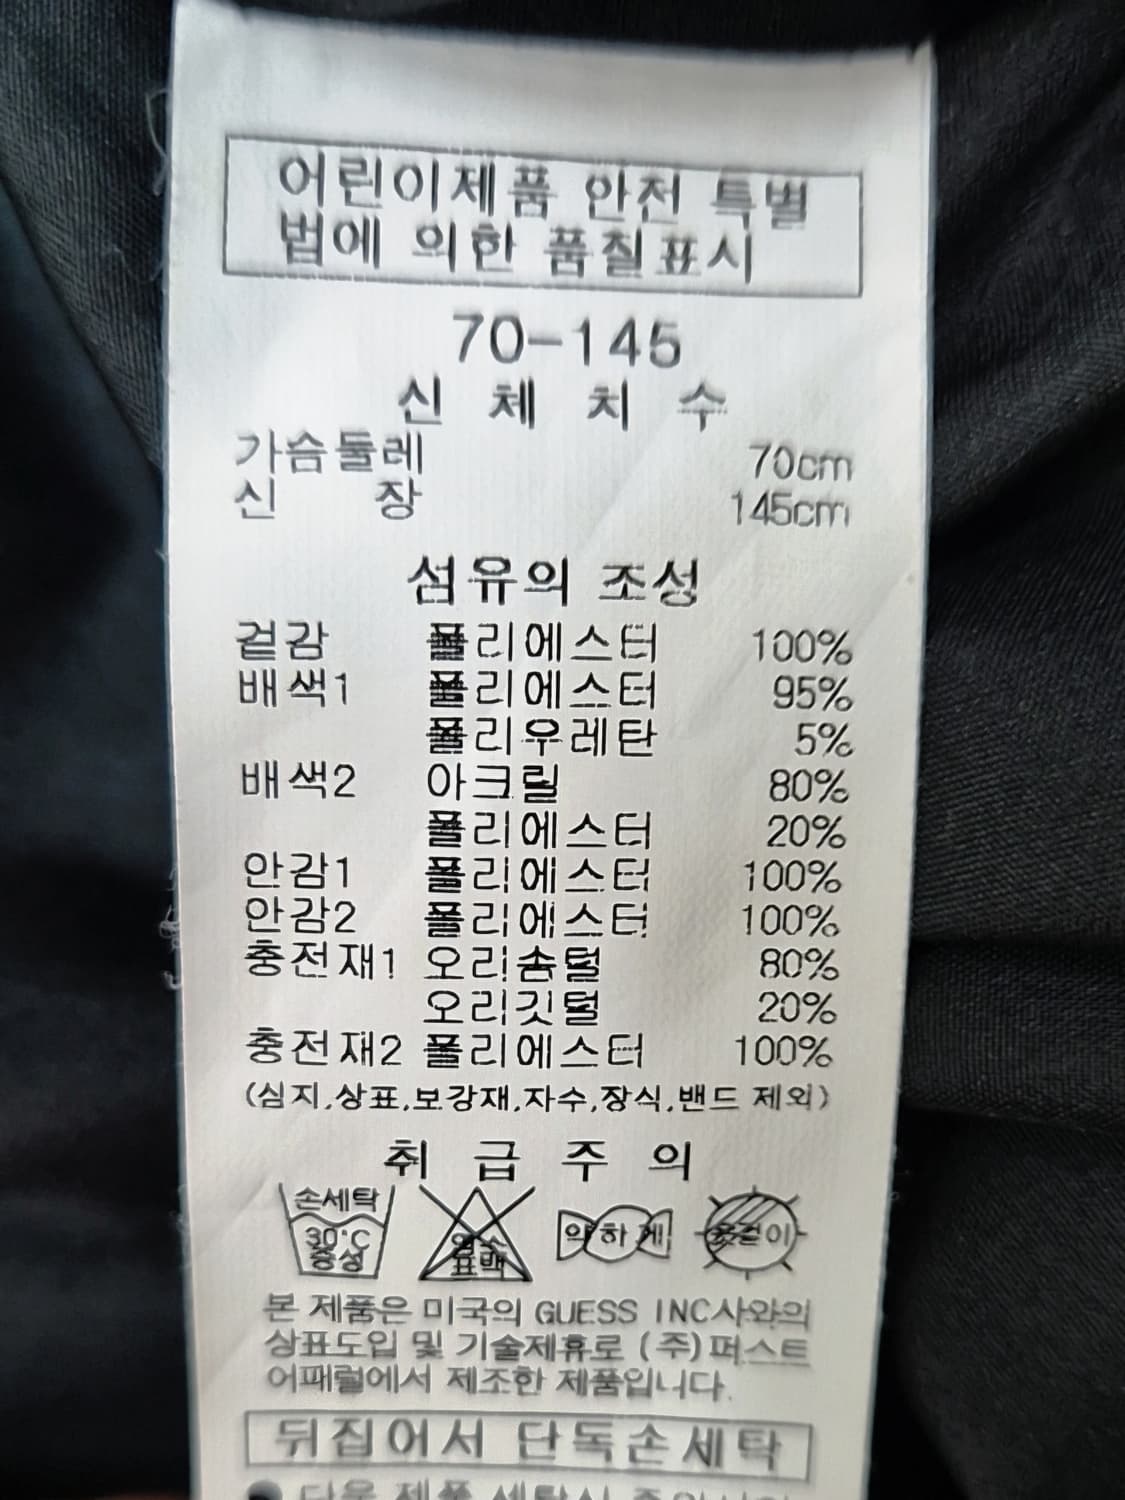 어린이제품 안전 특별
법에 의한 품질표시
70-145
신 체 치 수
가슴둘레 70cm
신 장 145cm
섬유의 조성
겉감 폴리에스터 100%
배색1 폴리에스터 95%
폴리우레탄 5%
배색2 아크릴 80%
폴리에스터 20%
안감1 폴리에스터 100%
안감2 폴리에스터 100%
충전재1 오리솜털 80%
오리깃털 20%
충전재2 폴리에스터 100%
(심지,상표,보강재,자수,장식,밴드 제외)
취 급 주 의
손세탁 30°C 중성
염소 표백
약하게
옷걸이
본 제품은 미국의 GUESS INC사와의
상표도입 및 기술제휴로 (주)퍼스트
어패럴에서 제조한 제품입니다.
뒤집어서 단독손세탁